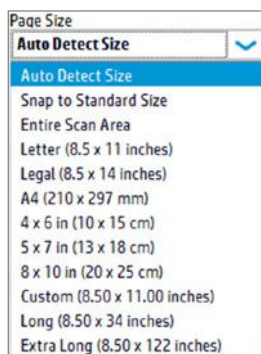 Page Size
Auto Detect Size
Auto Detect Size
Snap to Standard Size
Entire Scan Area
Letter (8.5 x 11 inches)
Legal (8.5 x 14 inches)
A4 (210 x 297 mm)
4 x 6 in (10 x 15 cm)
5 x 7 in (13 x 18 cm)
8 x 10 in (20 x 25 cm)
Custom (8.50 x 11.00 inches)
Long (8.50 x 34 inches)
Extra Long (8.50 x 122 inches)